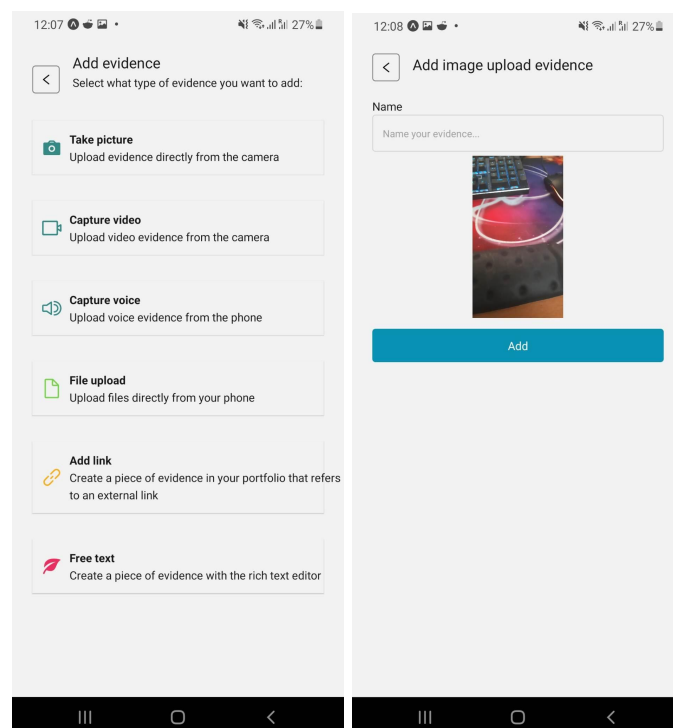 12:07
27%
Add evidence
Select what type of evidence you want to add:
Take picture
Upload evidence directly from the camera
Capture video
Upload video evidence from the camera
Capture voice
Upload voice evidence from the phone
File upload
Upload files directly from your phone
Add link
Create a piece of evidence in your portfolio that refers
to an external link
Free text
Create a piece of evidence with the rich text editor
12:08
27%
Add image upload evidence
Name
Name your evidence...
Add